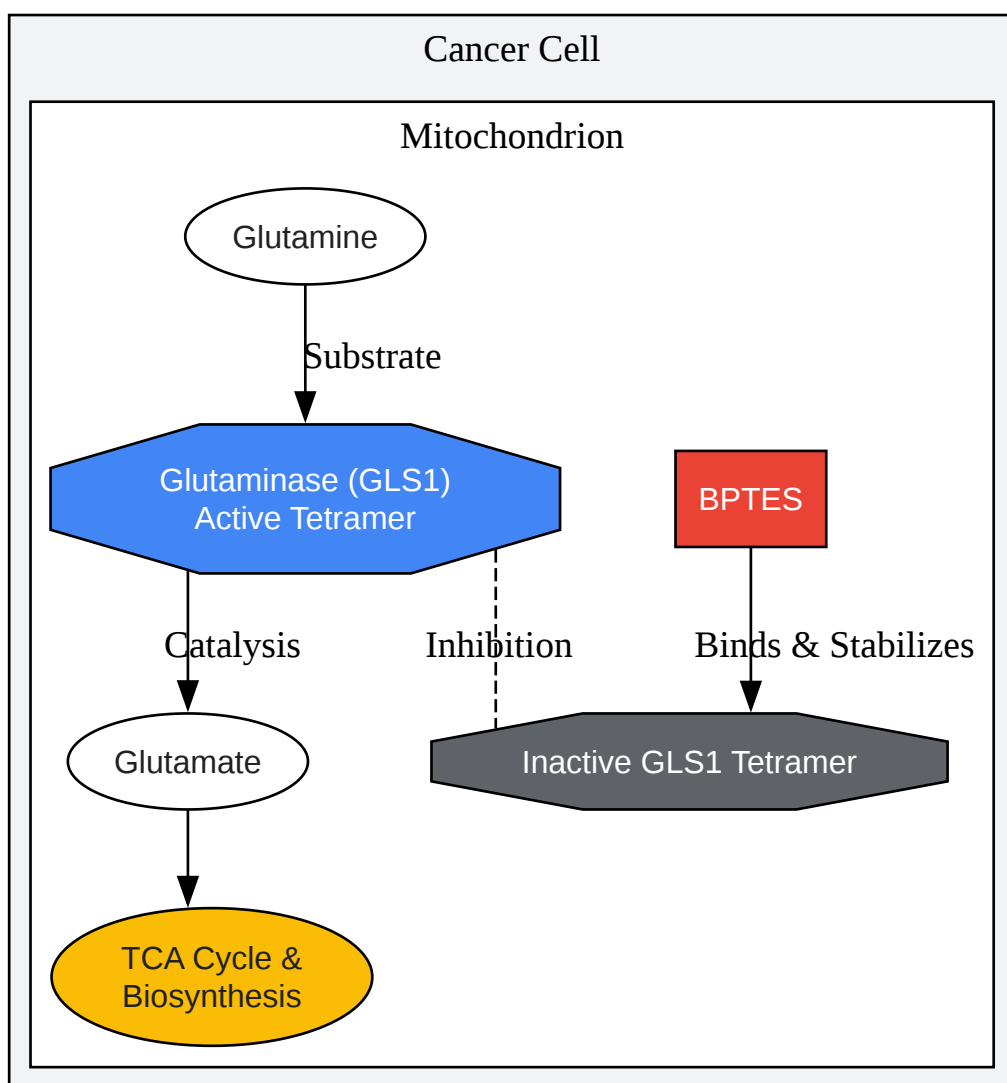 Cancer Cell
Mitochondrion
Glutamine
Substrate
Glutaminase (GLS1)
Active Tetramer
BPTES
Catalysis
Inhibition
Binds & Stabilizes
Glutamate
Inactive GLS1 Tetramer
TCA Cycle &
Biosynthesis